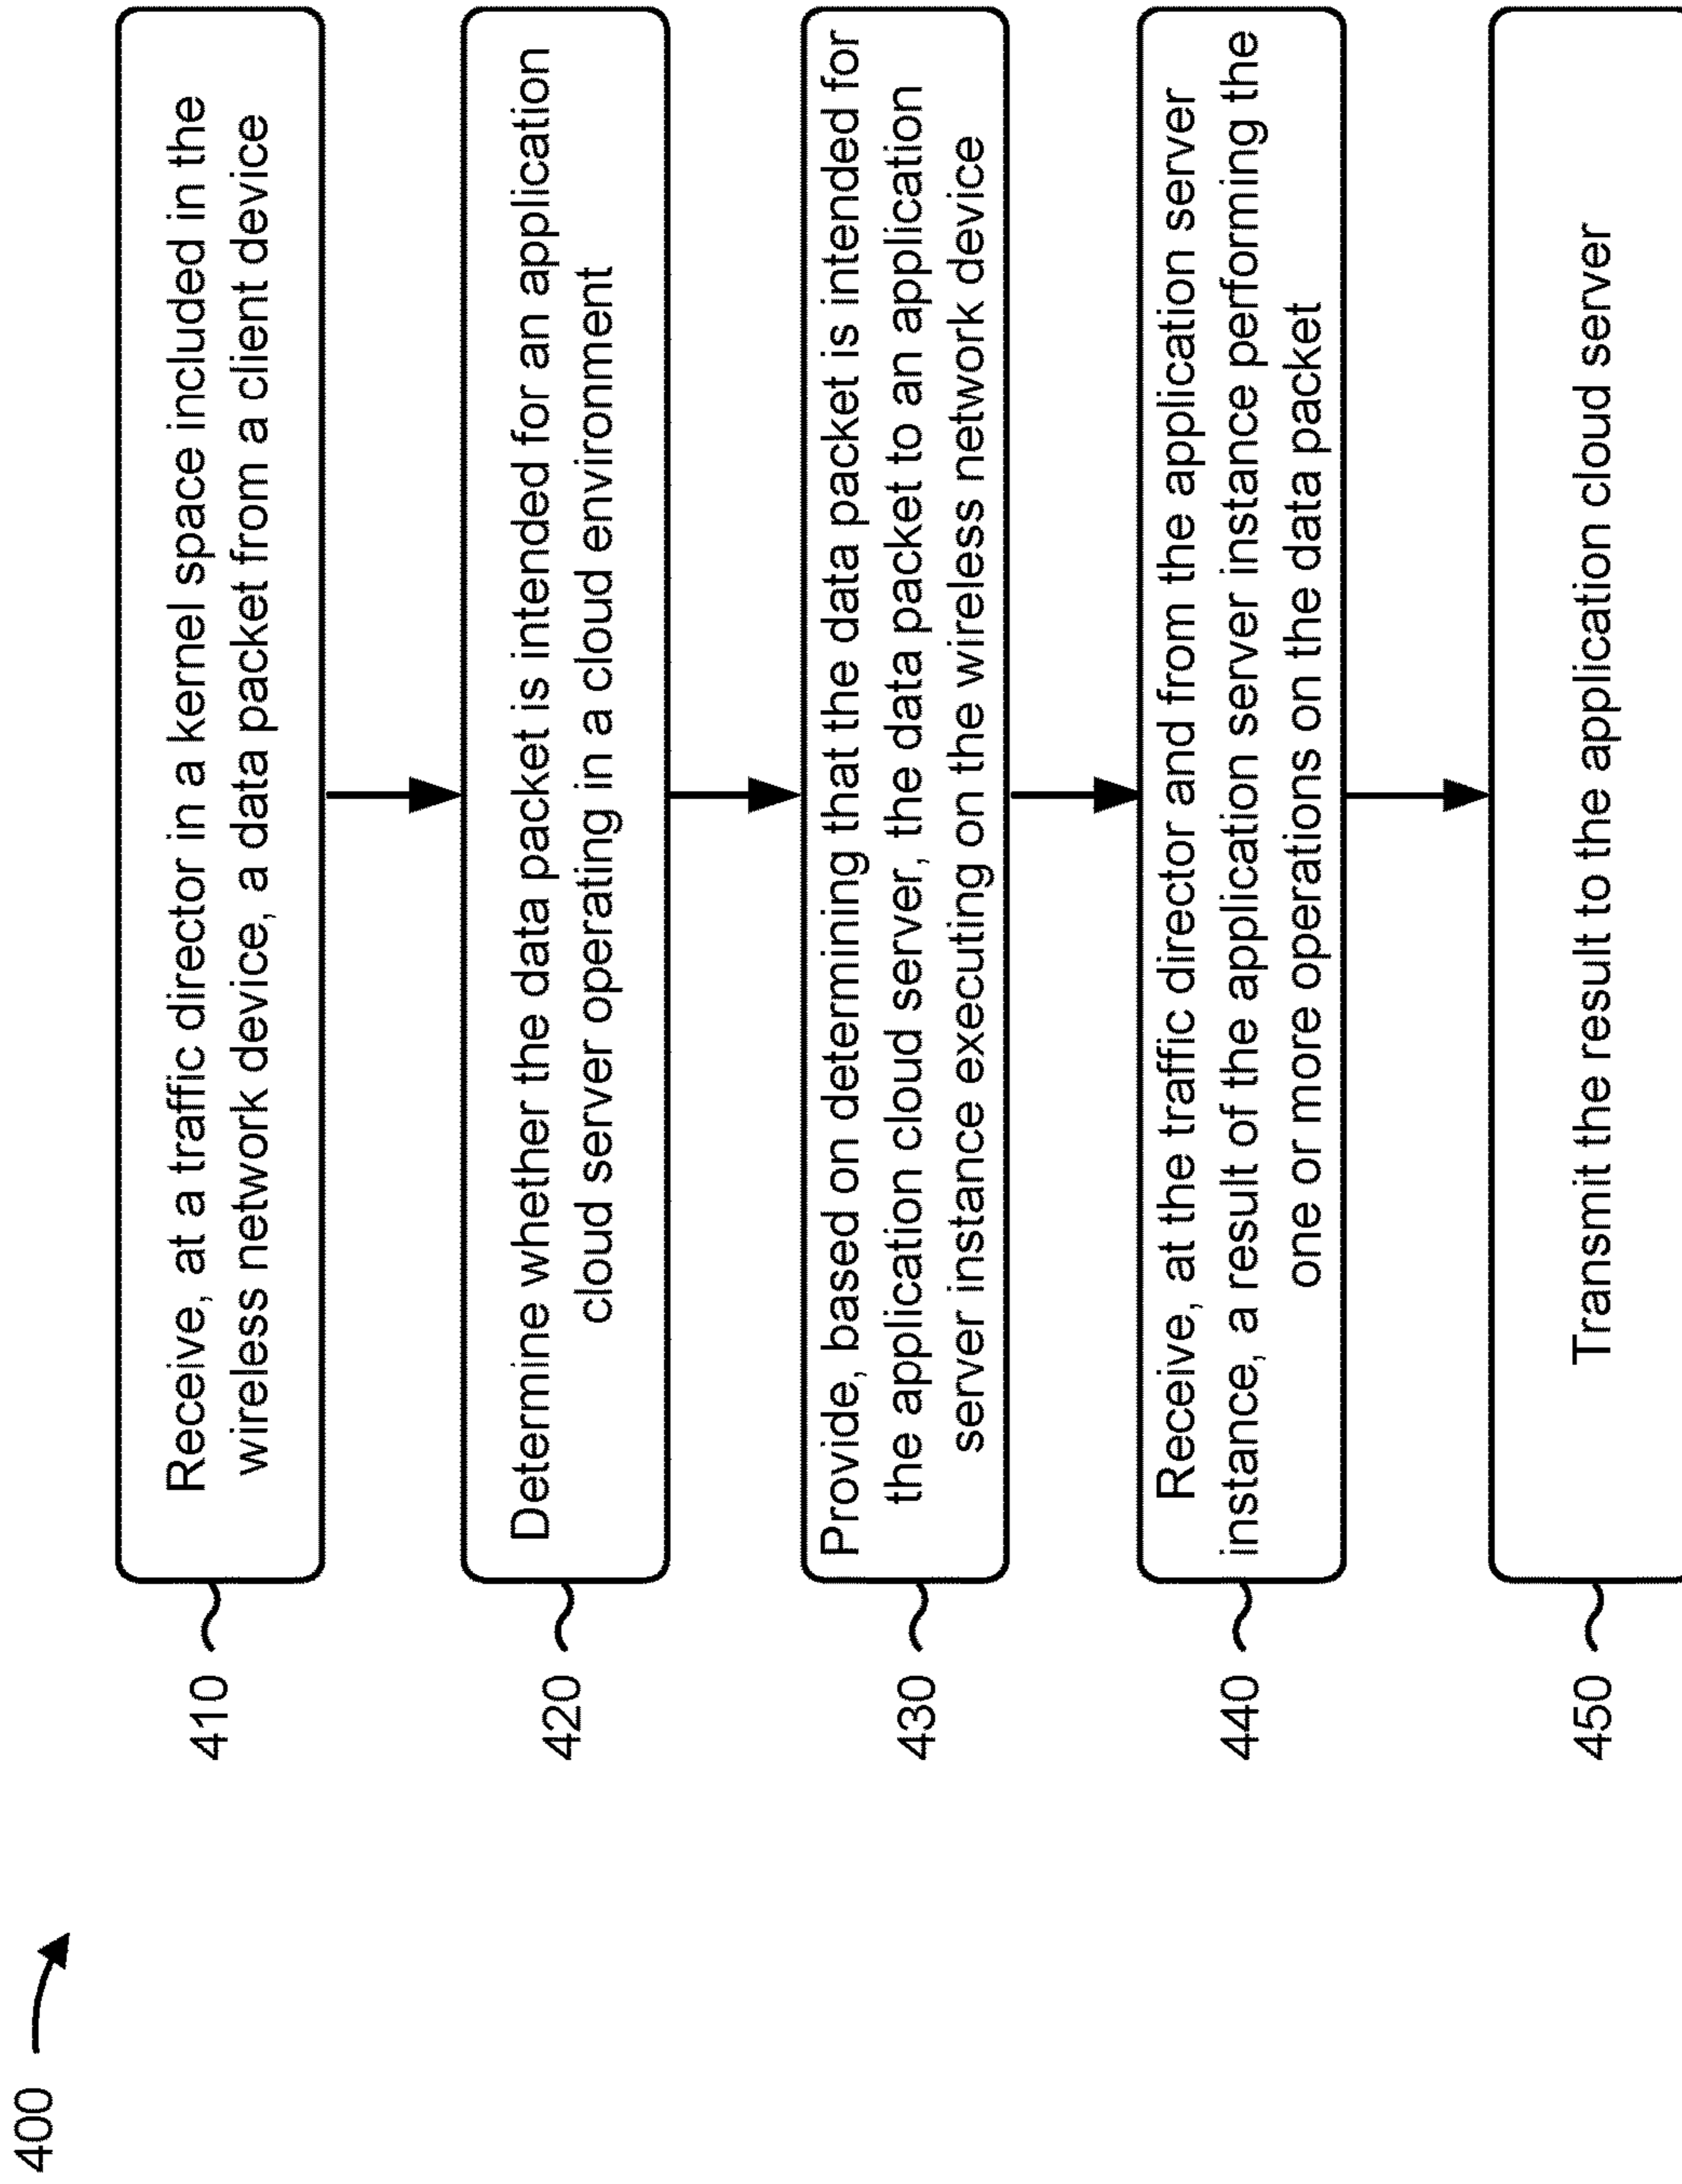 400
410
Receive, at a traffic director in a kernel space included in the
wireless network device, a data packet from a client device
420
Determine whether the data packet is intended for an application
cloud server operating in a cloud environment
430
Provide, based on determining that the data packet is intended for
the application cloud server, the data packet to an application
server instance executing on the wireless network device
440
Receive, at the traffic director and from the application server
instance, a result of the application server instance performing the
one or more operations on the data packet
450
Transmit the result to the application cloud server